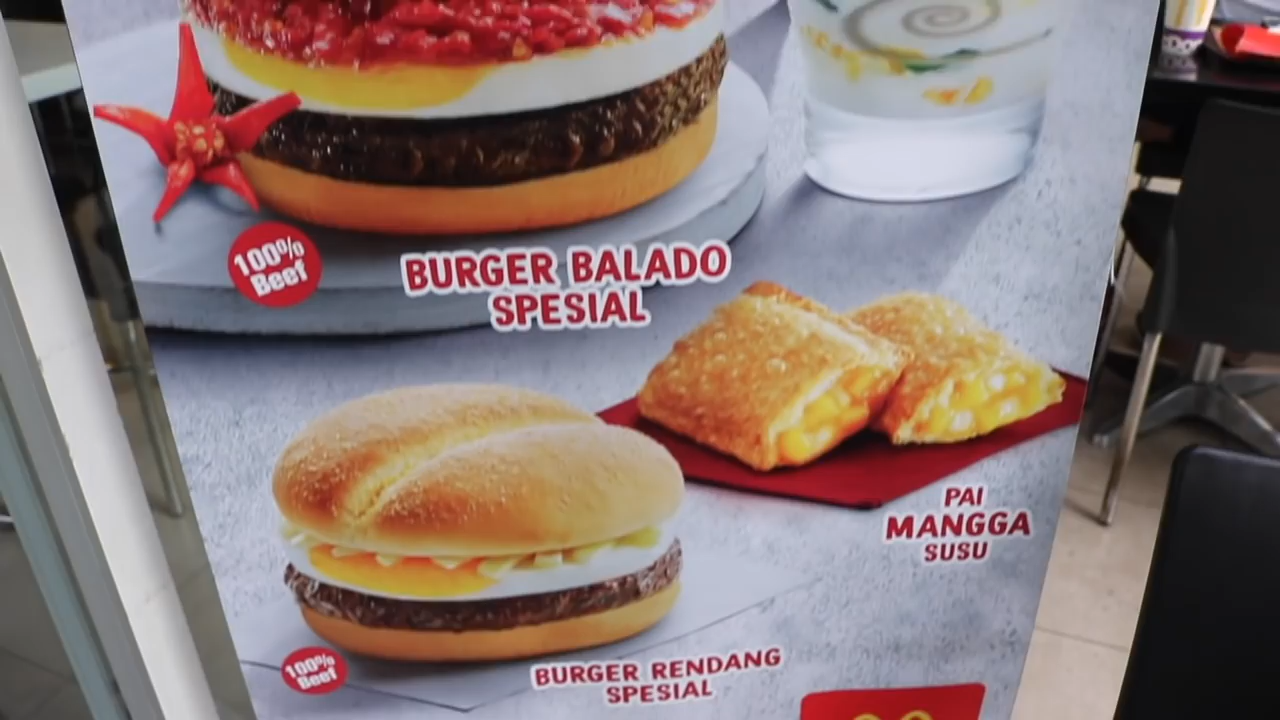 100%
Beef
BURGER BALADO
SPESIAL
PAI
MANGGA
SUSU
100%
Beef
BURGER RENDANG
SPESIAL